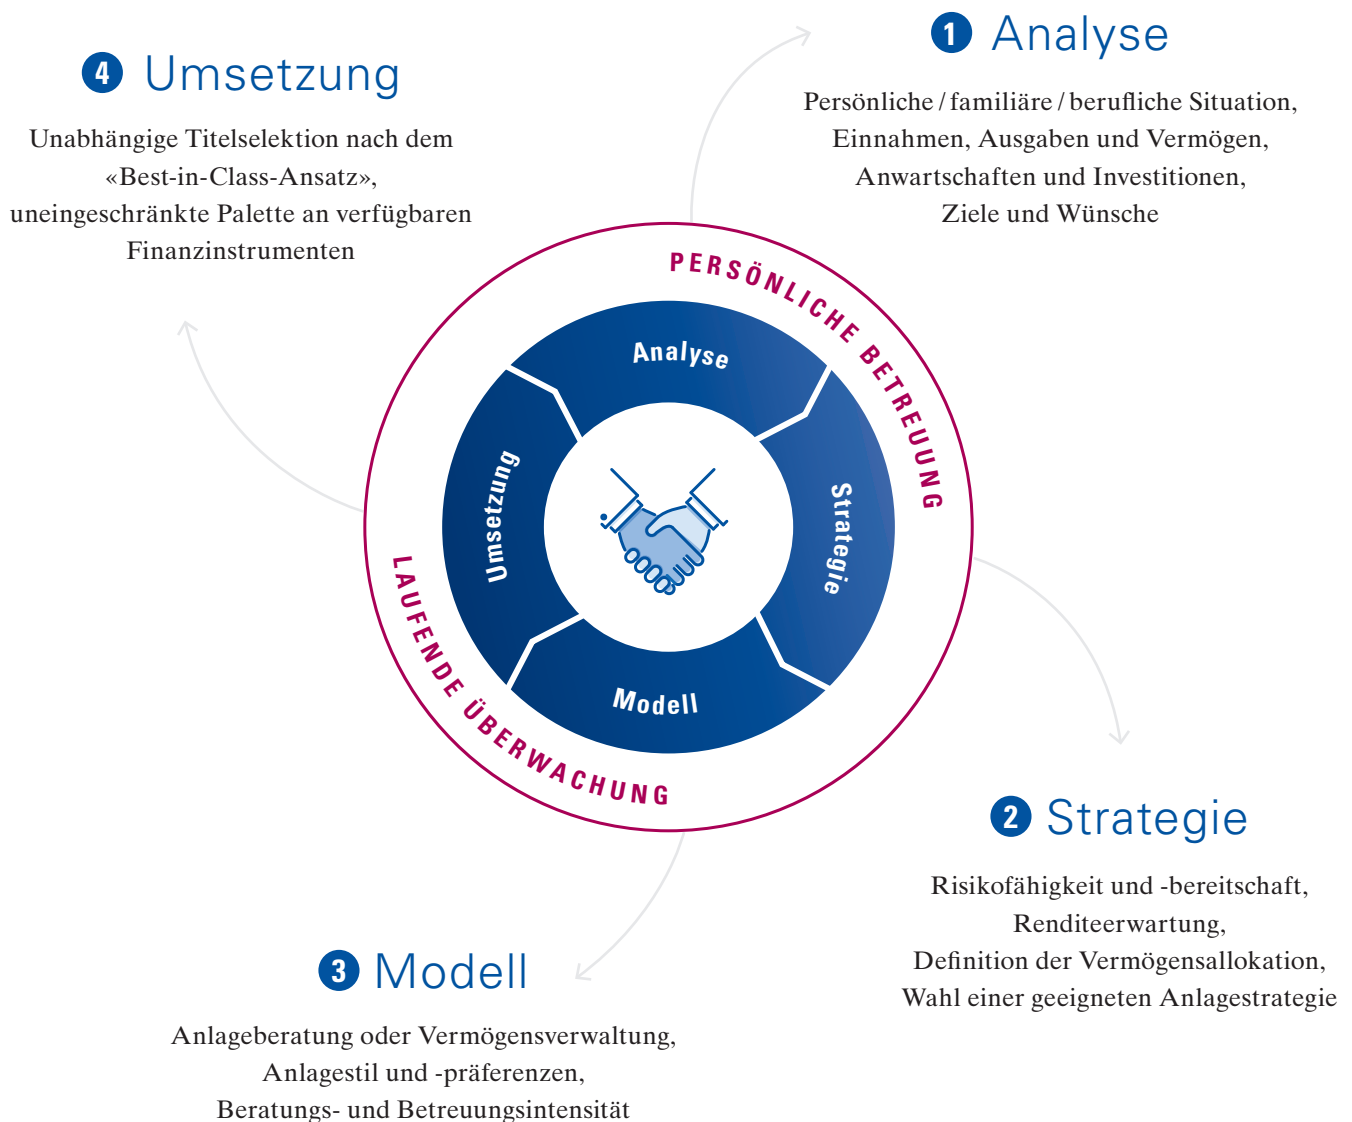 1 Analyse
Persönliche / familiäre / berufliche Situation,
Einnahmen, Ausgaben und Vermögen,
Anwartschaften und Investitionen,
Ziele und Wünsche
4 Umsetzung
Unabhängige Titelselektion nach dem
«Best-in-Class-Ansatz»,
uneingeschränkte Palette an verfügbaren
Finanzinstrumenten
PERSÖNLICHE BETREUUNG
Analyse
Strategie
Modell
Umsetzung
LAUFENDE ÜBERWACHUNG
2 Strategie
Risikofähigkeit und -bereitschaft,
Renditeerwartung,
Definition der Vermögensallokation,
Wahl einer geeigneten Anlagestrategie
3 Modell
Anlageberatung oder Vermögensverwaltung,
Anlagestil und -präferenzen,
Beratungs- und Betreuungsintensität